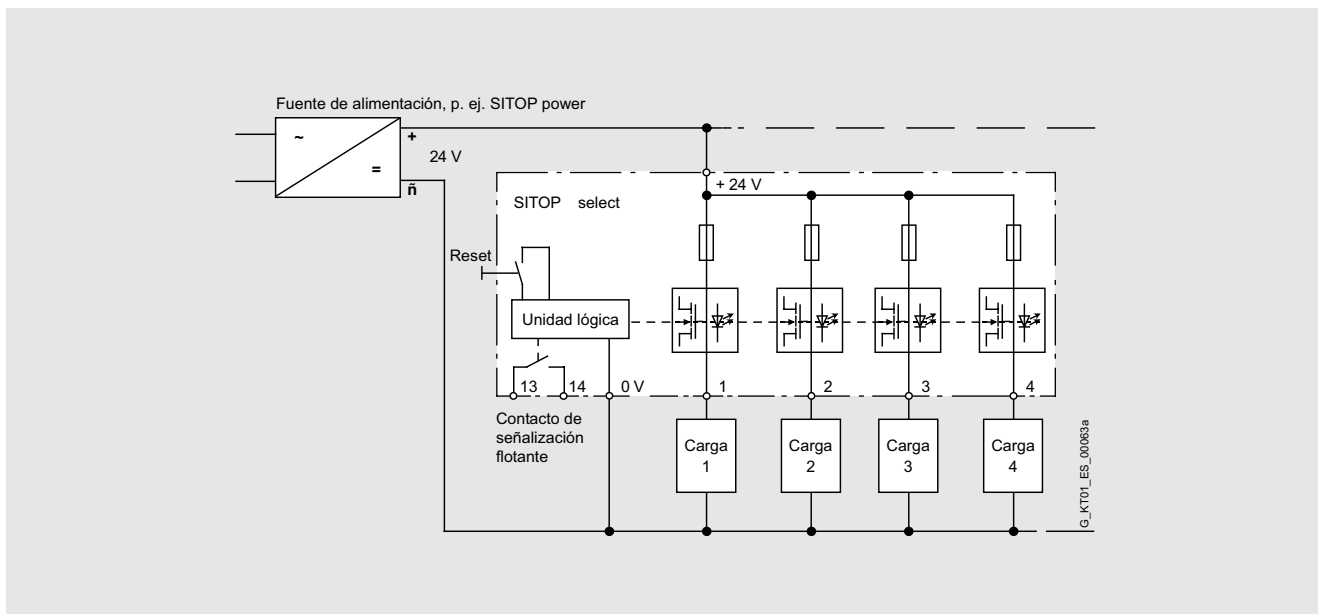 Fuente de alimentación, p. ej. SITOP power
~
+
24 V
=
ñ
+ 24 V
SITOP select
Reset
Unidad lógica
13
14
0 V
1
2
3
4
Contacto de
señalización
flotante
Carga
1
Carga
2
Carga
3
Carga
4
G_KT01_ES_00063a